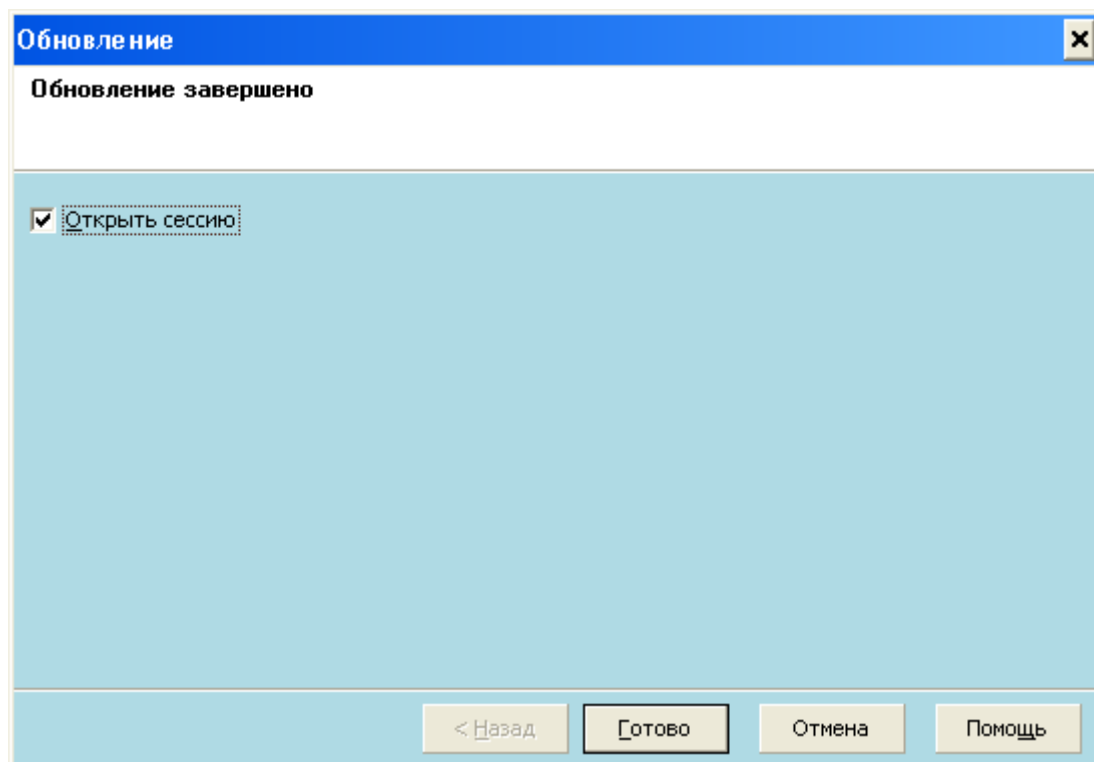 Обновление
Обновление завершено
Открыть сессию
< Назад Готово Отмена Помощь